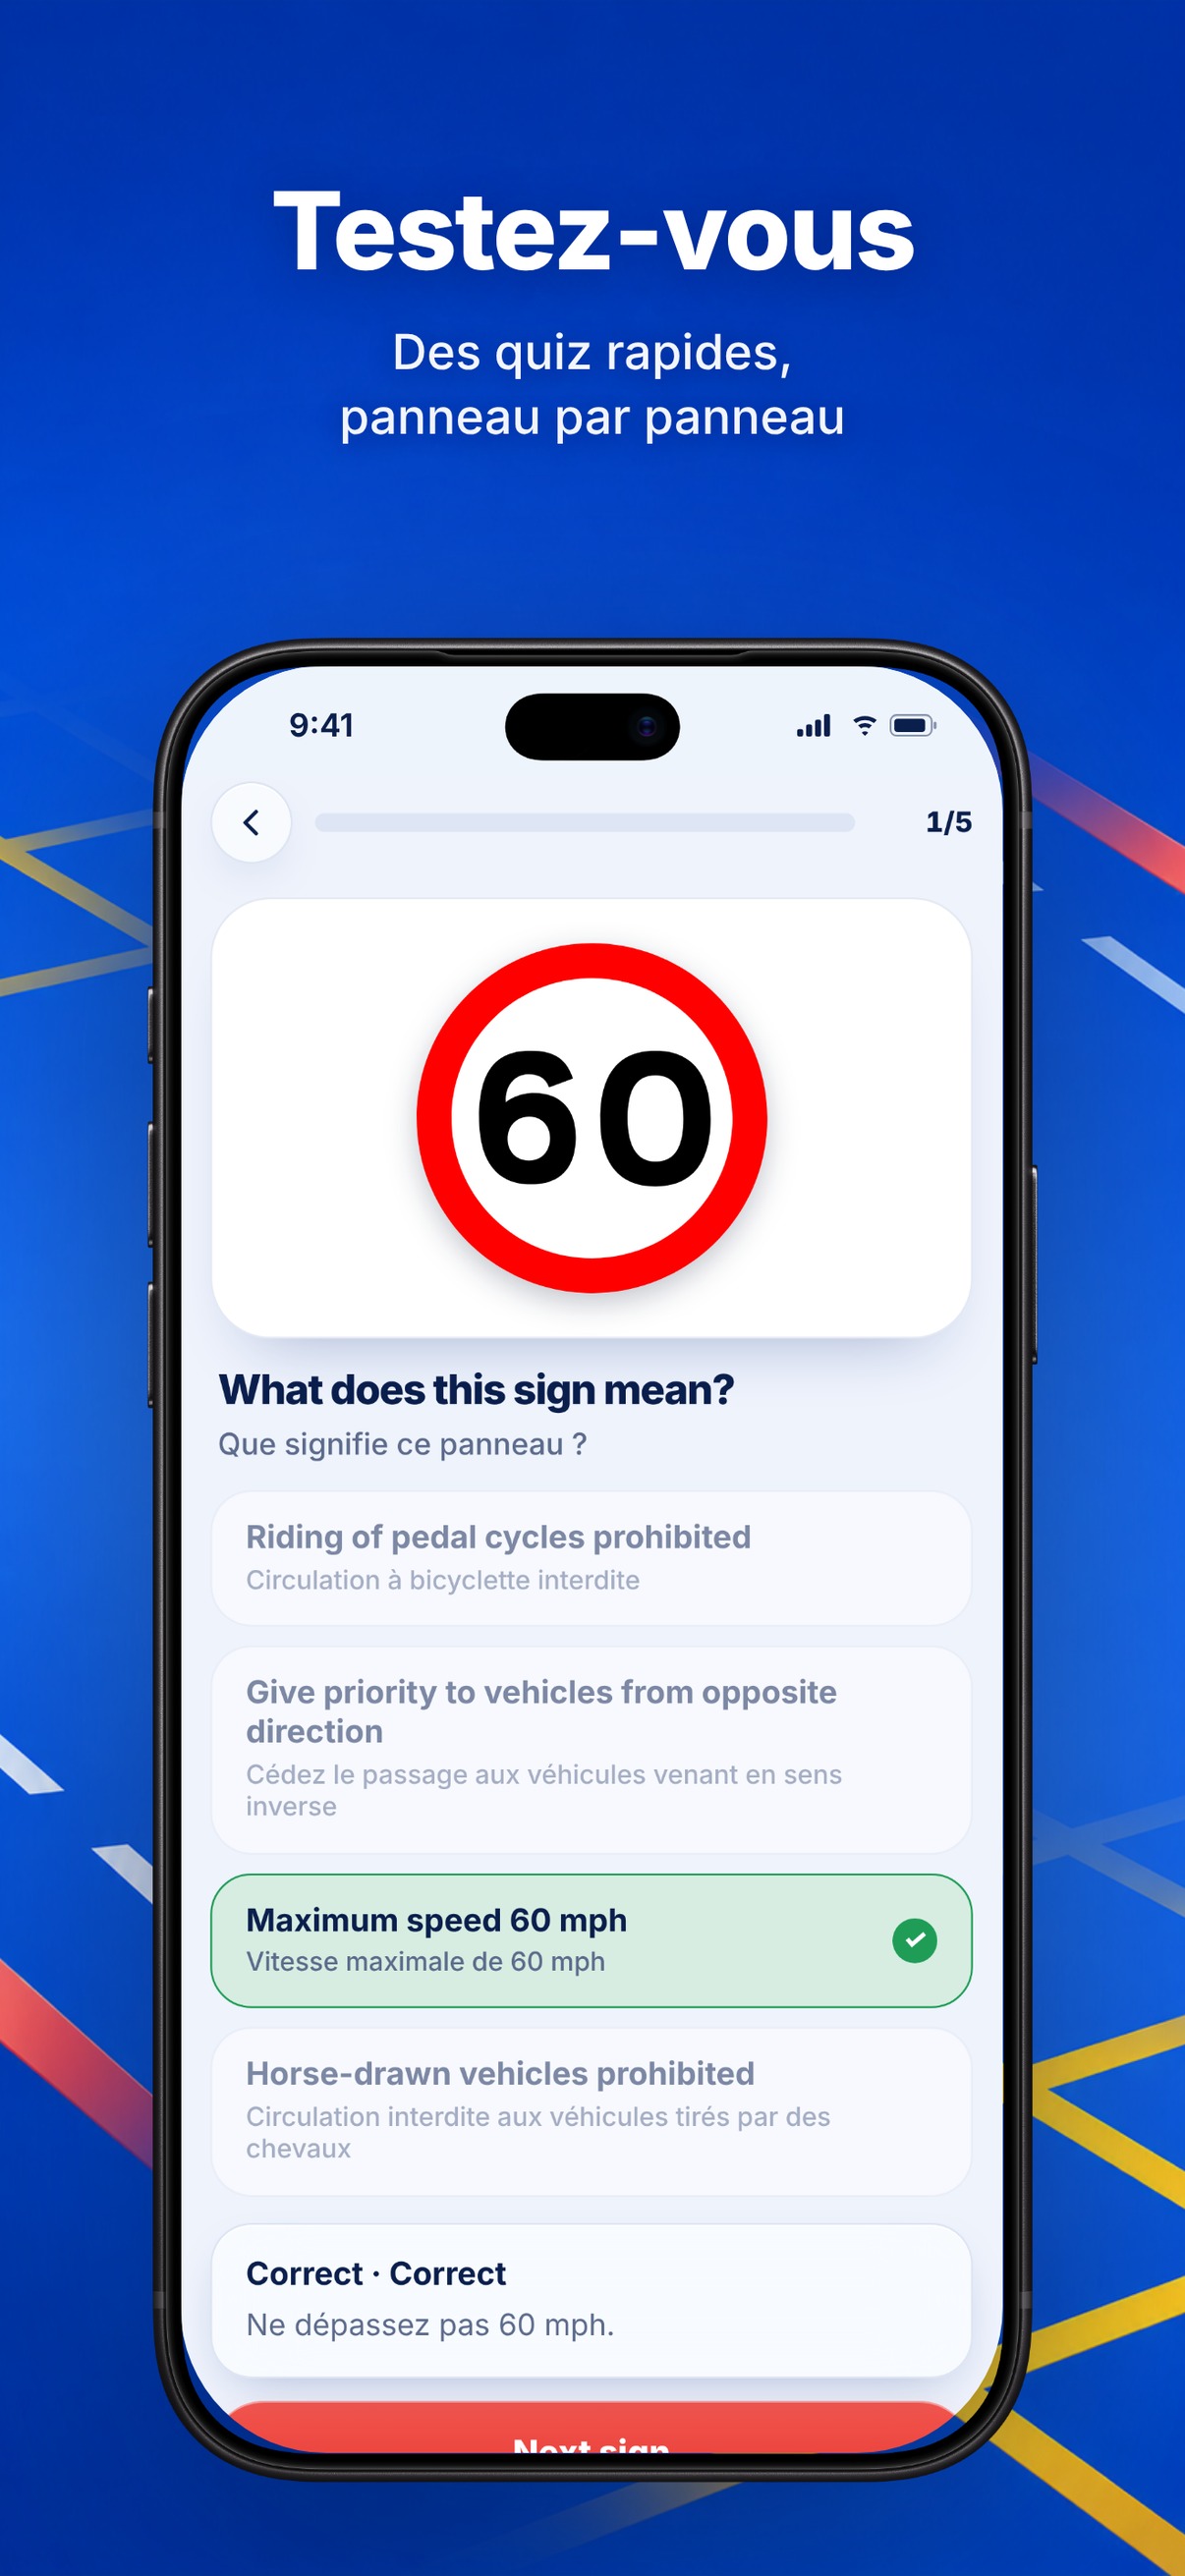 Testez-vous
Des quiz rapides,
panneau par panneau
9:41
1/5
60
What does this sign mean?
Que signifie ce panneau ?
Riding of pedal cycles prohibited
Circulation à bicyclette interdite
Give priority to vehicles from opposite
direction
Cédez le passage aux véhicules venant en sens
inverse
Maximum speed 60 mph
Vitesse maximale de 60 mph
Horse-drawn vehicles prohibited
Circulation interdite aux véhicules tirés par des
chevaux
Correct · Correct
Ne dépassez pas 60 mph.
Next sign